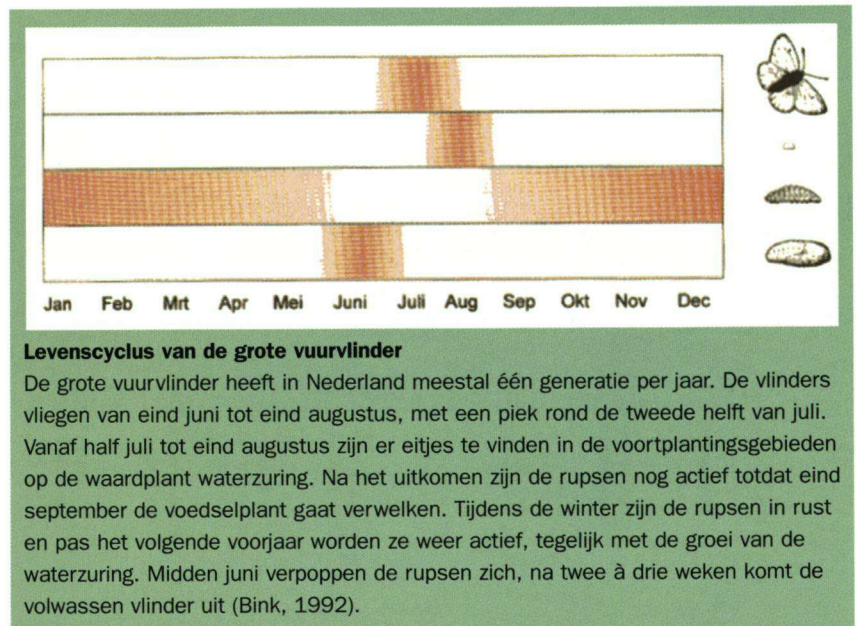 Jan Feb Mrt Apr Mei Juni Juli Aug Sep Okt Nov Dec
Levenscyclus van de grote vuurvlinder
De grote vuurvlinder heeft in Nederland meestal één generatie per jaar. De vlinders
vliegen van eind juni tot eind augustus, met een piek rond de tweede helft van juli.
Vanaf half juli tot eind augustus zijn er eitjes te vinden in de voortplantingsgebieden
op de waardplant waterzuring. Na het uitkomen zijn de rupsen nog actief totdat eind
september de voedselplant gaat verwelken. Tijdens de winter zijn de rupsen in rust
en pas het volgende voorjaar worden ze weer actief, tegelijk met de groei van de
waterzuring. Midden juni verpoppen de rupsen zich, na twee à drie weken komt de
volwassen vlinder uit (Bink, 1992).